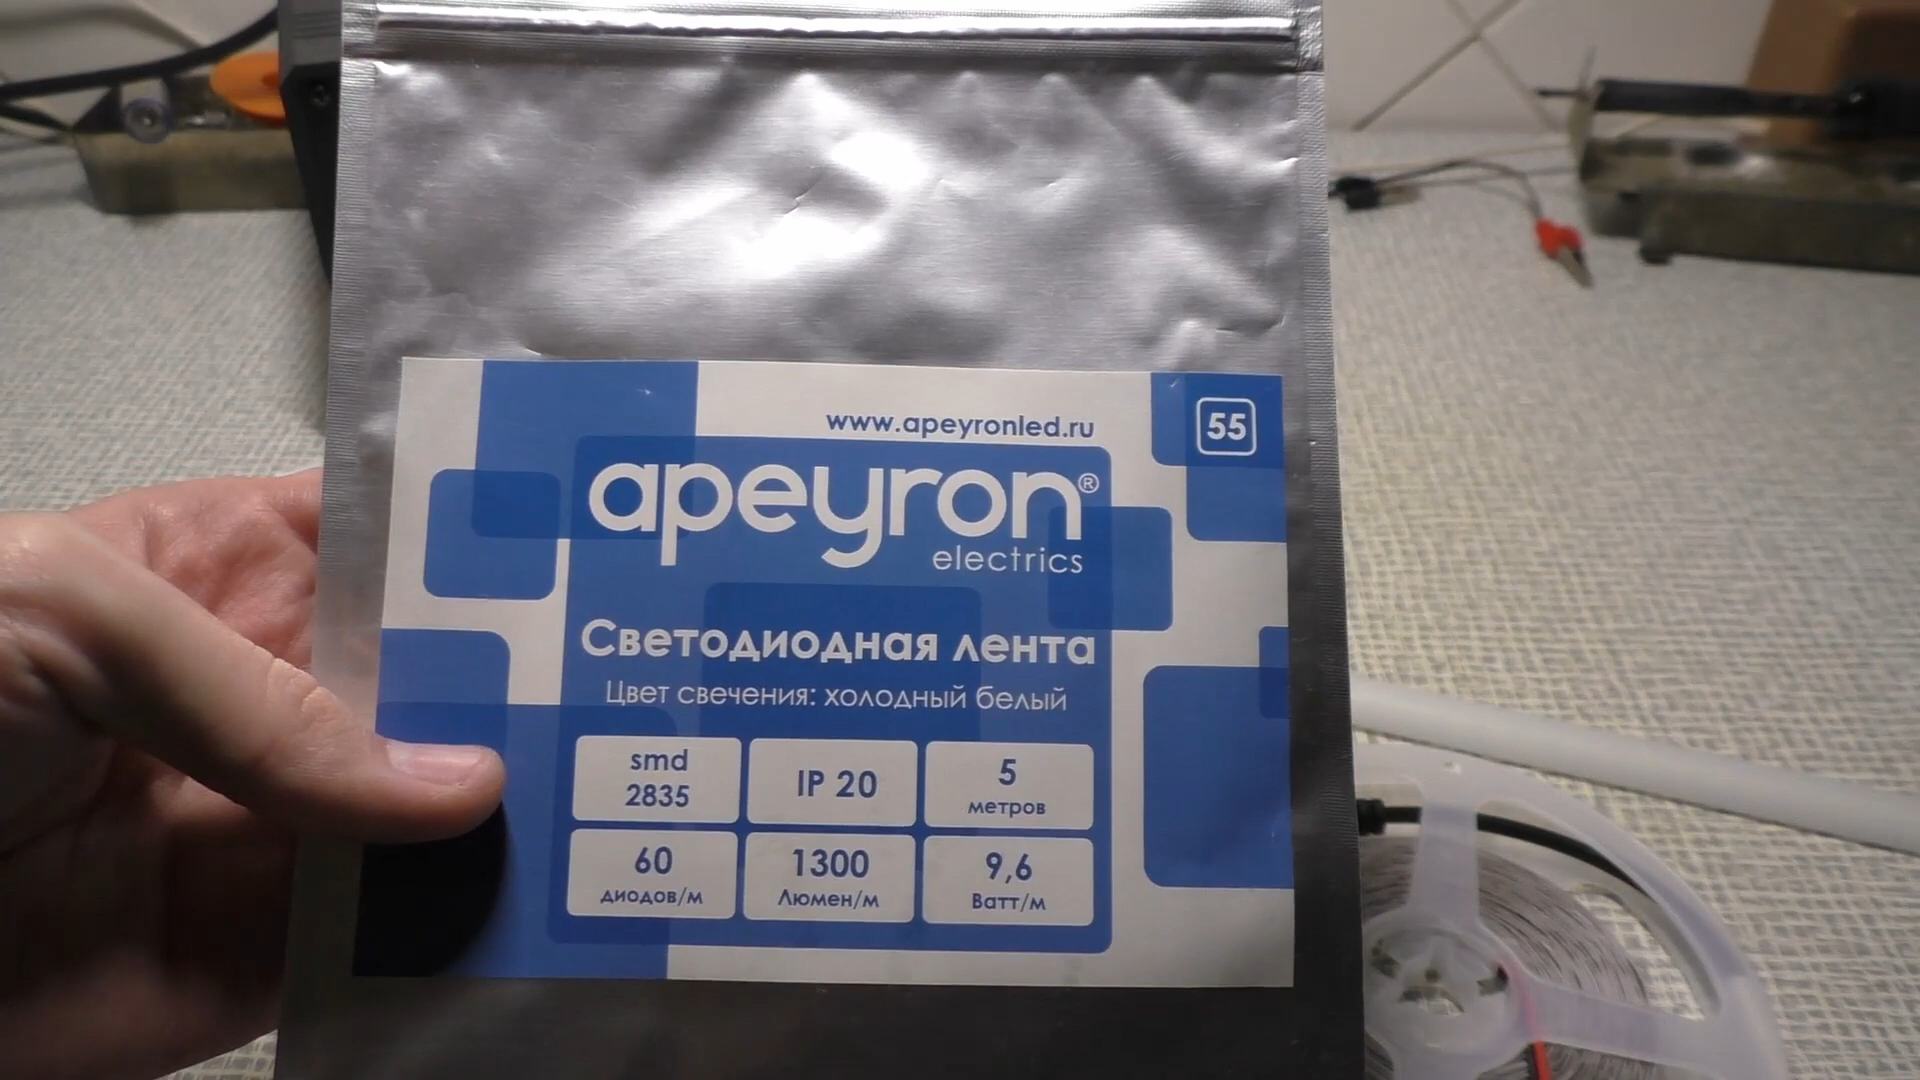 www.apeyronled.ru
55
apeyron®
electrics
Светодиодная лента
Цвет свечения: холодный белый
smd
2835
IP 20
5
метров
60
диодов/м
1300
Люмен/м
9,6
Ватт/м